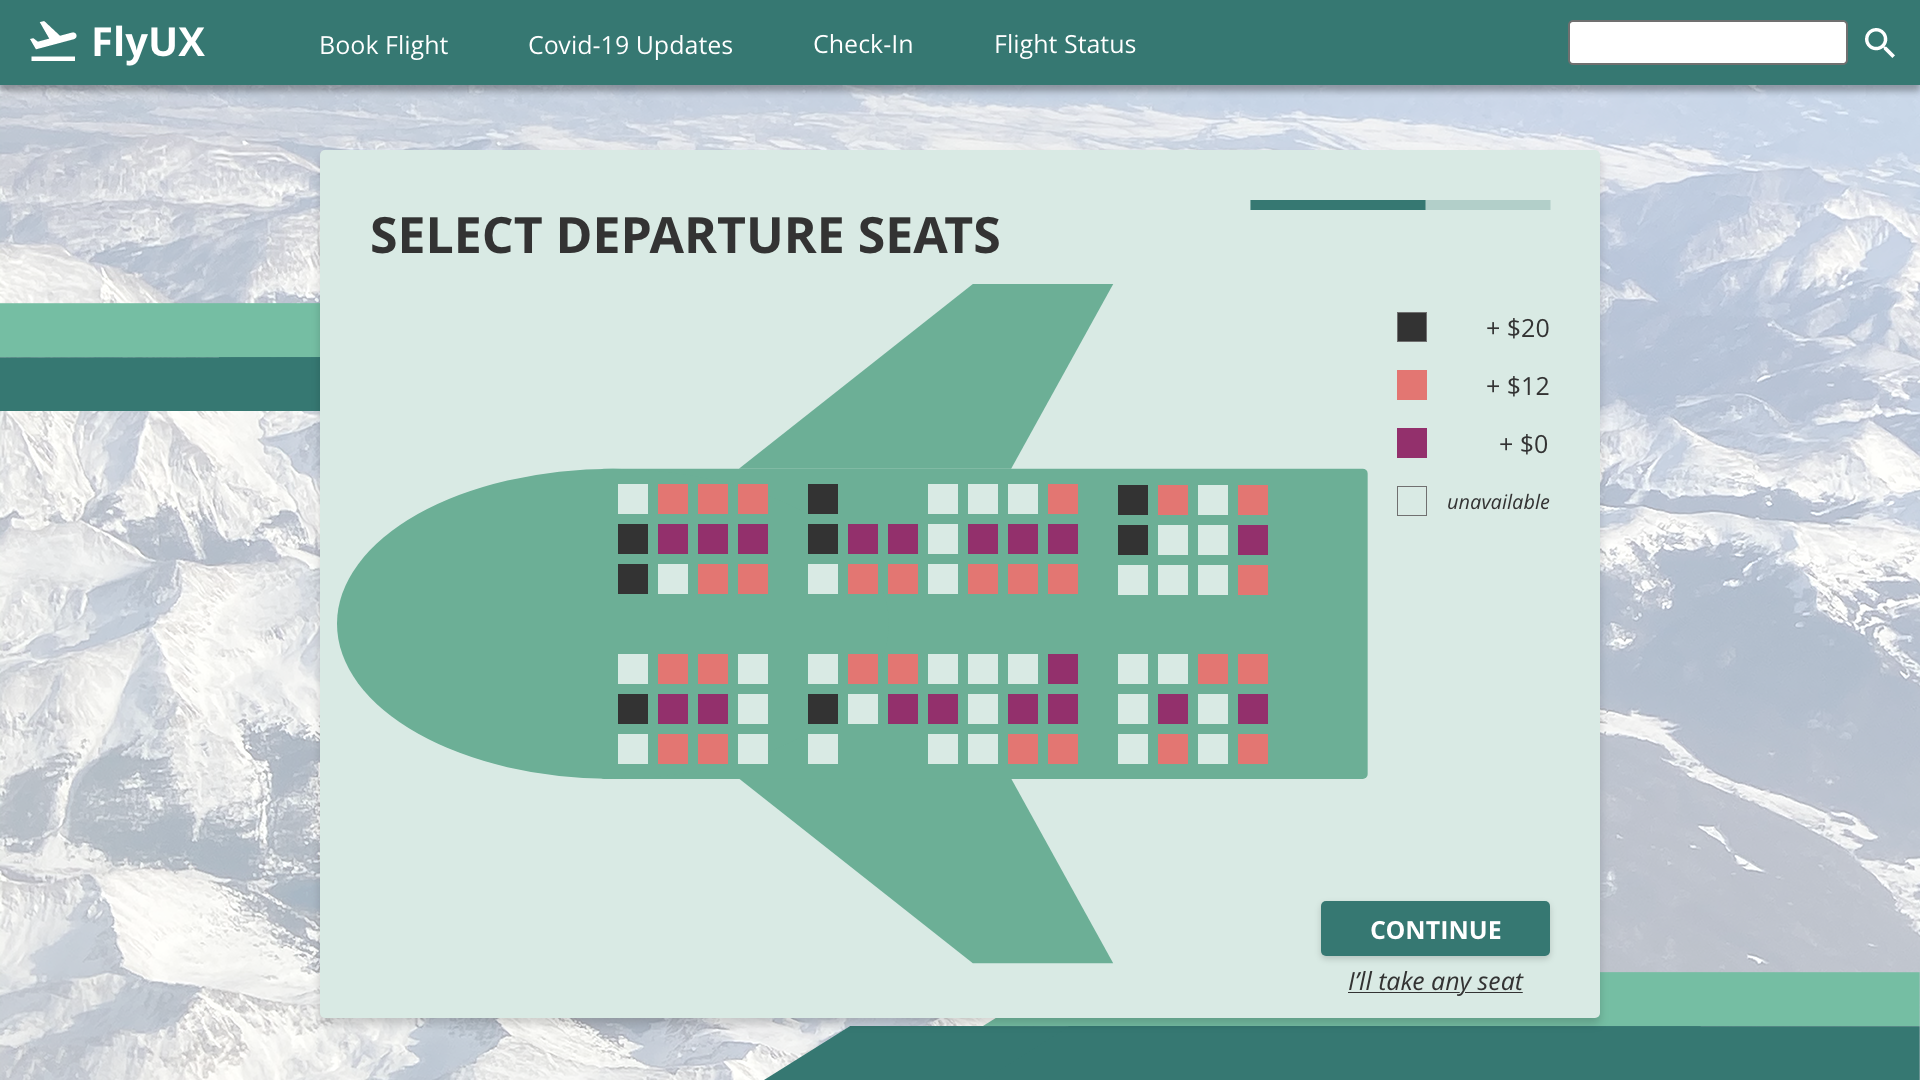 FlyUX
Book Flight
Covid-19 Updates
Check-In
Flight Status
SELECT DEPARTURE SEATS
+ $20
+ $12
+ $0
unavailable
CONTINUE
I'll take any seat